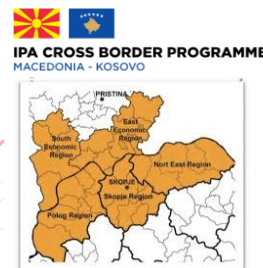 IPA CROSS BORDER PROGRAMME
MACEDONIA - KOSOVO
PRISTINA
East
Economic
Region
South
Economic
Region
Nort East-Region
SKOPJE
Skopje Region
Polog Region